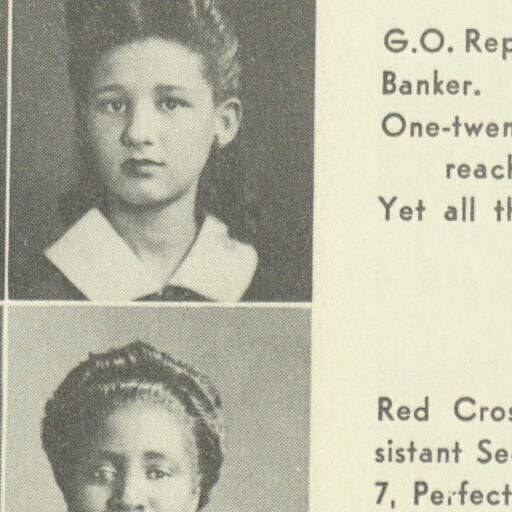 G.O. Rep
Banker.
One-twen
reach
Yet all th
Red Cros
sistant Se
7, Perfect